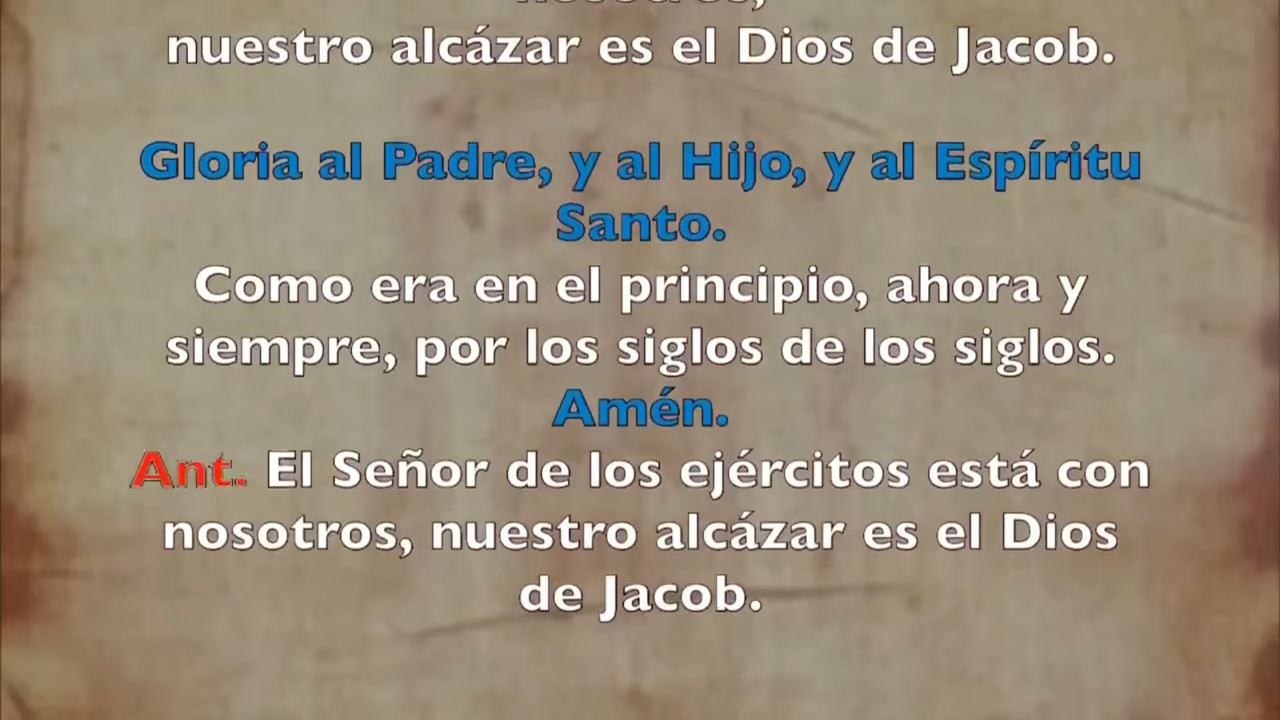 nosotros,
nuestro alcázar es el Dios de Jacob.
Gloria al Padre, y al Hijo, y al Espíritu
Santo.
Como era en el principio, ahora y
siempre, por los siglos de los siglos.
Amén.
Ant. El Señor de los ejércitos está con
nosotros, nuestro alcázar es el Dios
de Jacob.